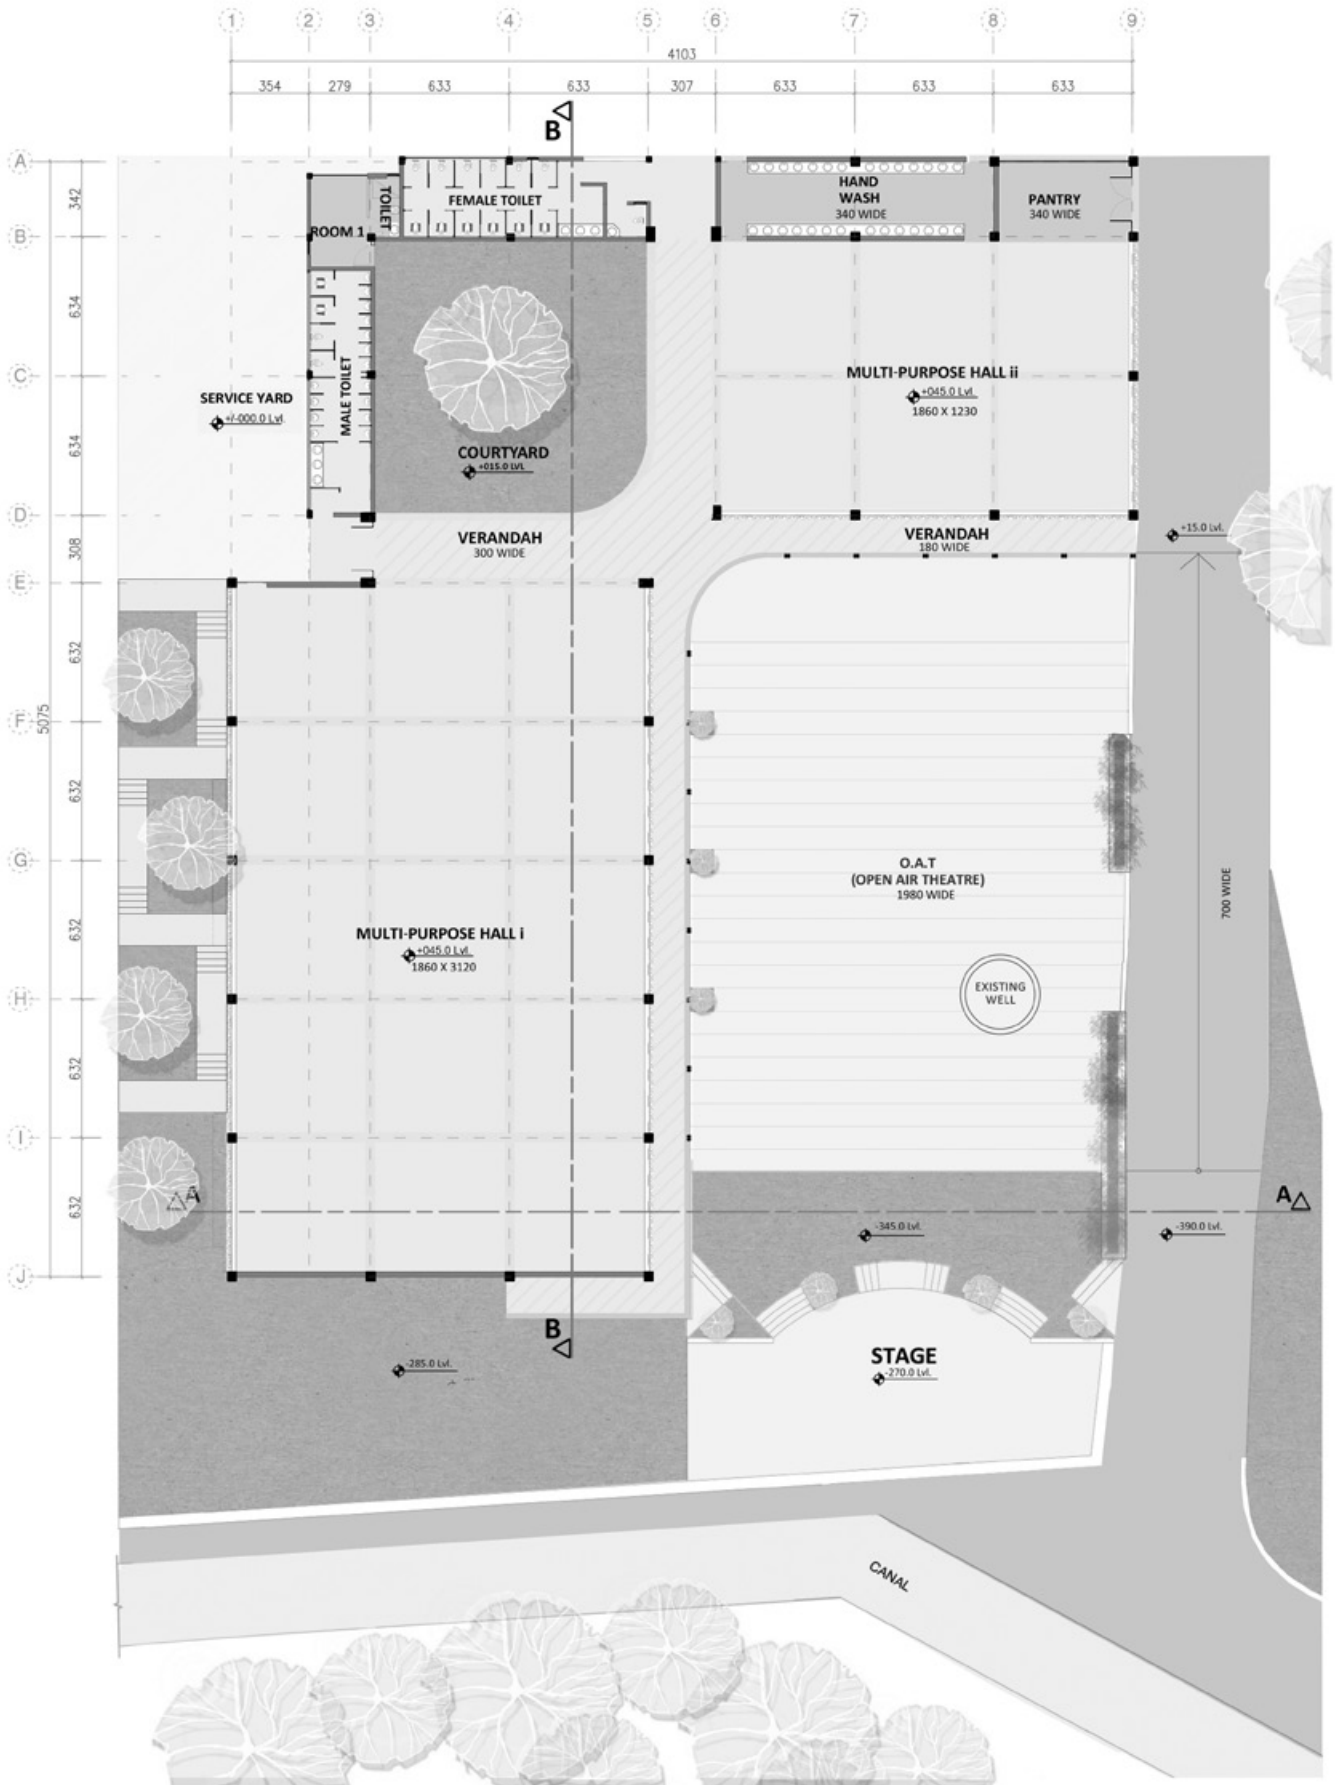 1 2 3 4 5 6 7 8 9
4103
354 279 633 633 307 633 633 633
B
A
342
B
634
C
634
D
308
E
632
F
5075
632
G
632
H
632
I
632
J
TOILET
FEMALE TOILET
ROOM 1
HAND
WASH
340 WIDE
PANTRY
340 WIDE
MALE TOILET
SERVICE YARD
+/-000.0 Lvl.
COURTYARD
+015.0 LVL
MULTI-PURPOSE HALL ii
+045.0 Lvl.
1860 X 1230
VERANDAH
300 WIDE
VERANDAH
180 WIDE
+15.0 Lvl.
O.A.T
(OPEN AIR THEATRE)
1980 WIDE
700 WIDE
MULTI-PURPOSE HALL i
+045.0 Lvl.
1860 X 3120
EXISTING
WELL
A
A
-345.0 Lvl.
-390.0 Lvl.
B
-285.0 Lvl.
STAGE
-270.0 Lvl.
CANAL